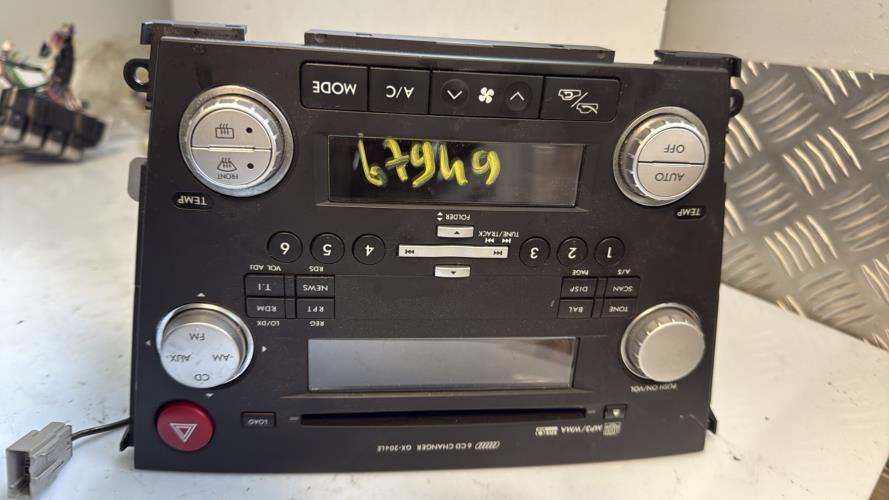 6 CD CHANGER GX-204LE
MP3/WMA
LOAD
PUSH ON/VOL
CD
AUX
AM
FM
REG
LO/DX
TONE
BAL
RPT
RDM
SCAN
DISP
NEWS
T.I
A/S
PAGE
RDS
VOL ADJ
1
2
3
4
5
6
TUNE/TRACK
FOLDER
TEMP
TEMP
67949
AUTO
OFF
FRONT
A/C
MODE